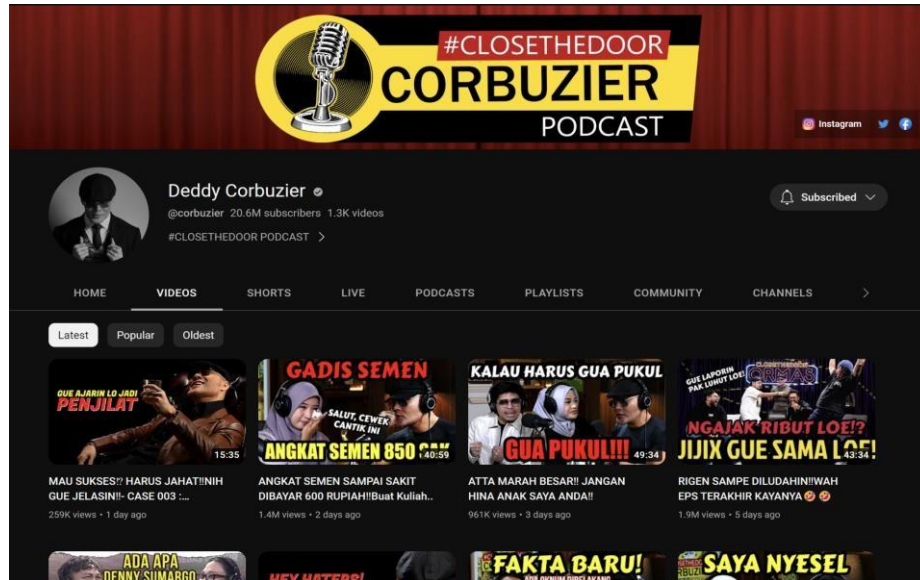 #CLOSETHEDOOR
CORBUZIER
PODCAST
Instagram
Deddy Corbuzier
@corbuzier 20.6M subscribers 1.3K videos
#CLOSETHEDOOR PODCAST
Subscribed
HOME VIDEOS SHORTS LIVE PODCASTS PLAYLISTS COMMUNITY CHANNELS
Latest Popular Oldest
GUE AJARIN LO JADI
PENJILAT
15:35
GADIS SEMEN
SALUT, CEWEK
CANTIK INI
ANGKAT SEMEN 850
40:59
KALAU HARUS GUA PUKUL
GUA PUKUL!!!
49:34
GUE LAPORIN
PAK LUHUT LOE!
NGAJAK RIBUT LOE!?
JIJIX GUE SAMA LOE!
43:34
MAU SUKSES!? HARUS JAHAT!!NIH
GUE JELASIN!!- CASE 003 :...
259K views • 1 day ago
ANGKAT SEMEN SAMPAI SAKIT
DIBAYAR 600 RUPIAH!!Buat Kuliah..
1.4M views • 2 days ago
ATTA MARAH BESAR!! JANGAN
HINA ANAK SAYA ANDA!!
961K views • 3 days ago
RIGEN SAMPE DILUDAHIN!!WAH
EPS TERAKHIR KAYANYA 🤣 🤣
1.9M views • 5 days ago
ADA APA
DENNY SUMARGO
HEY HATERS!
FAKTA BARU!
ADA OKNUM DIBELAKANG
SAYA NYESEL